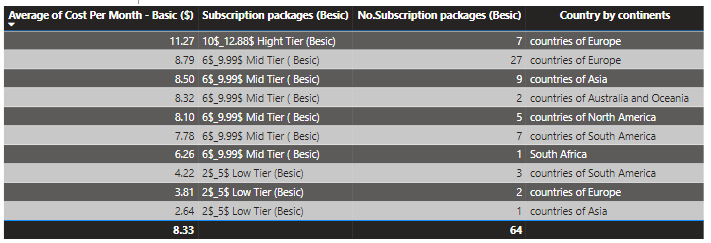 Average of Cost Per Month - Basic ($) Subscription packages (Besic) No.Subscription packages (Besic) Country by continents
11.27 10$_12.88$ Hight Tier (Besic) 7 countries of Europe
8.79 6$_9.99$ Mid Tier ( Besic) 27 countries of Europe
8.50 6$_9.99$ Mid Tier ( Besic) 9 countries of Asia
8.32 6$_9.99$ Mid Tier ( Besic) 2 countries of Australia and Oceania
8.10 6$_9.99$ Mid Tier ( Besic) 5 countries of North America
7.78 6$_9.99$ Mid Tier ( Besic) 7 countries of South America
6.26 6$_9.99$ Mid Tier ( Besic) 1 South Africa
4.22 2$_5$ Low Tier (Besic) 3 countries of South America
3.81 2$_5$ Low Tier (Besic) 2 countries of Europe
2.64 2$_5$ Low Tier (Besic) 1 countries of Asia
8.33 64